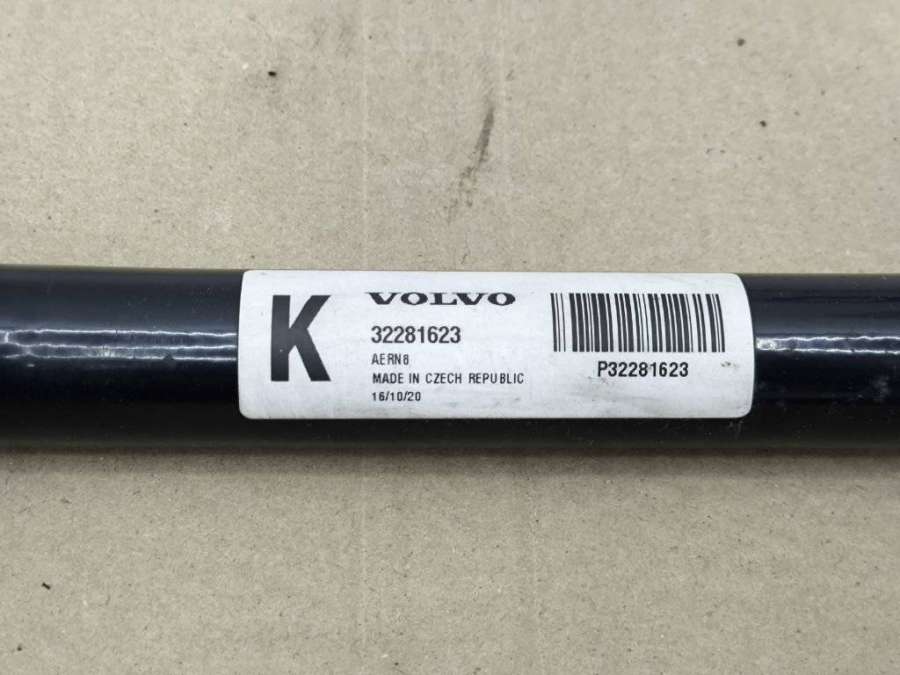 K
VOLVO
32281623
AERN8
MADE IN CZECH REPUBLIC
16/10/20
P32281623